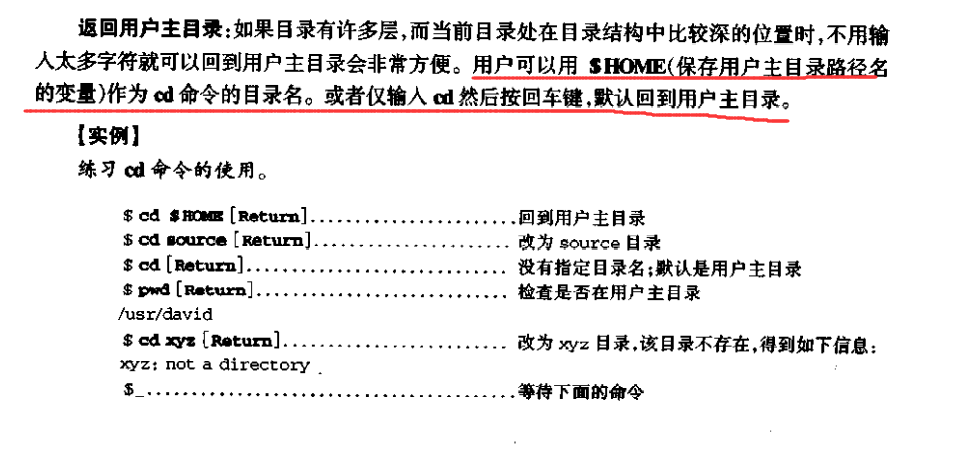 返回用户主目录:如果目录有许多层,而当前目录处在目录结构中比较深的位置时,不用输
入太多字符就可以回到用户主目录会非常方便。用户可以用 $HOME(保存用户主目录路径名
的变量)作为 cd 命令的目录名。或者仅输入 cd 然后按回车键,默认回到用户主目录。
【实例】
练习 cd 命令的使用。
$ cd $HOME [Return].......................回到用户主目录
$ cd source [Return]...................... 改为 source 目录
$ cd [Return]............................. 没有指定目录名;默认是用户主目录
$ pwd [Return]............................ 检查是否在用户主目录
/usr/david
$ cd xyz [Return]......................... 改为 xyz 目录,该目录不存在,得到如下信息:
xyz: not a directory
$_.........................................等待下面的命令